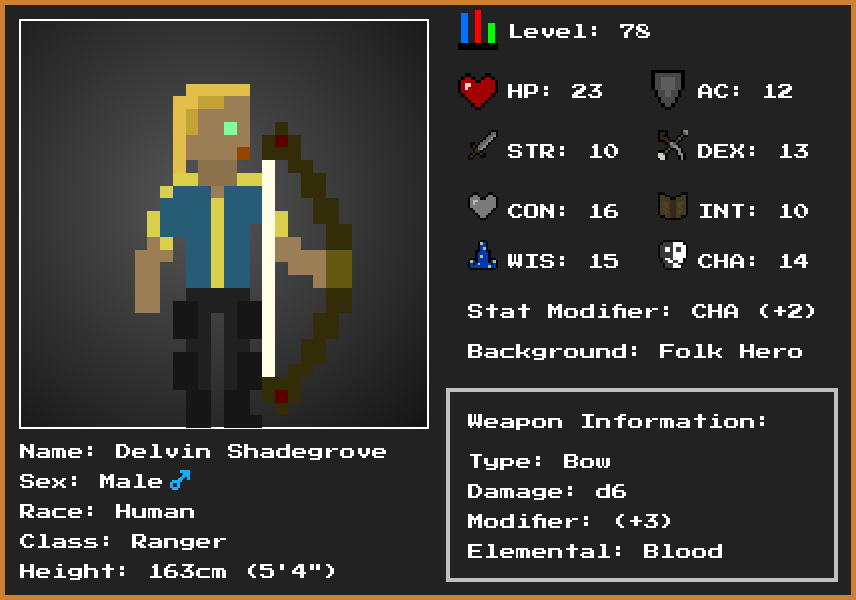 Level: 78
HP: 23 AC: 12
STR: 10 DEX: 13
CON: 16 INT: 10
WIS: 15 CHA: 14
Stat Modifier: CHA (+2)
Background: Folk Hero
Weapon Information:
Type: Bow
Damage: d6
Modifier: (+3)
Elemental: Blood
Name: Delvin Shadegrove
Sex: Male ♂
Race: Human
Class: Ranger
Height: 163cm (5'4")